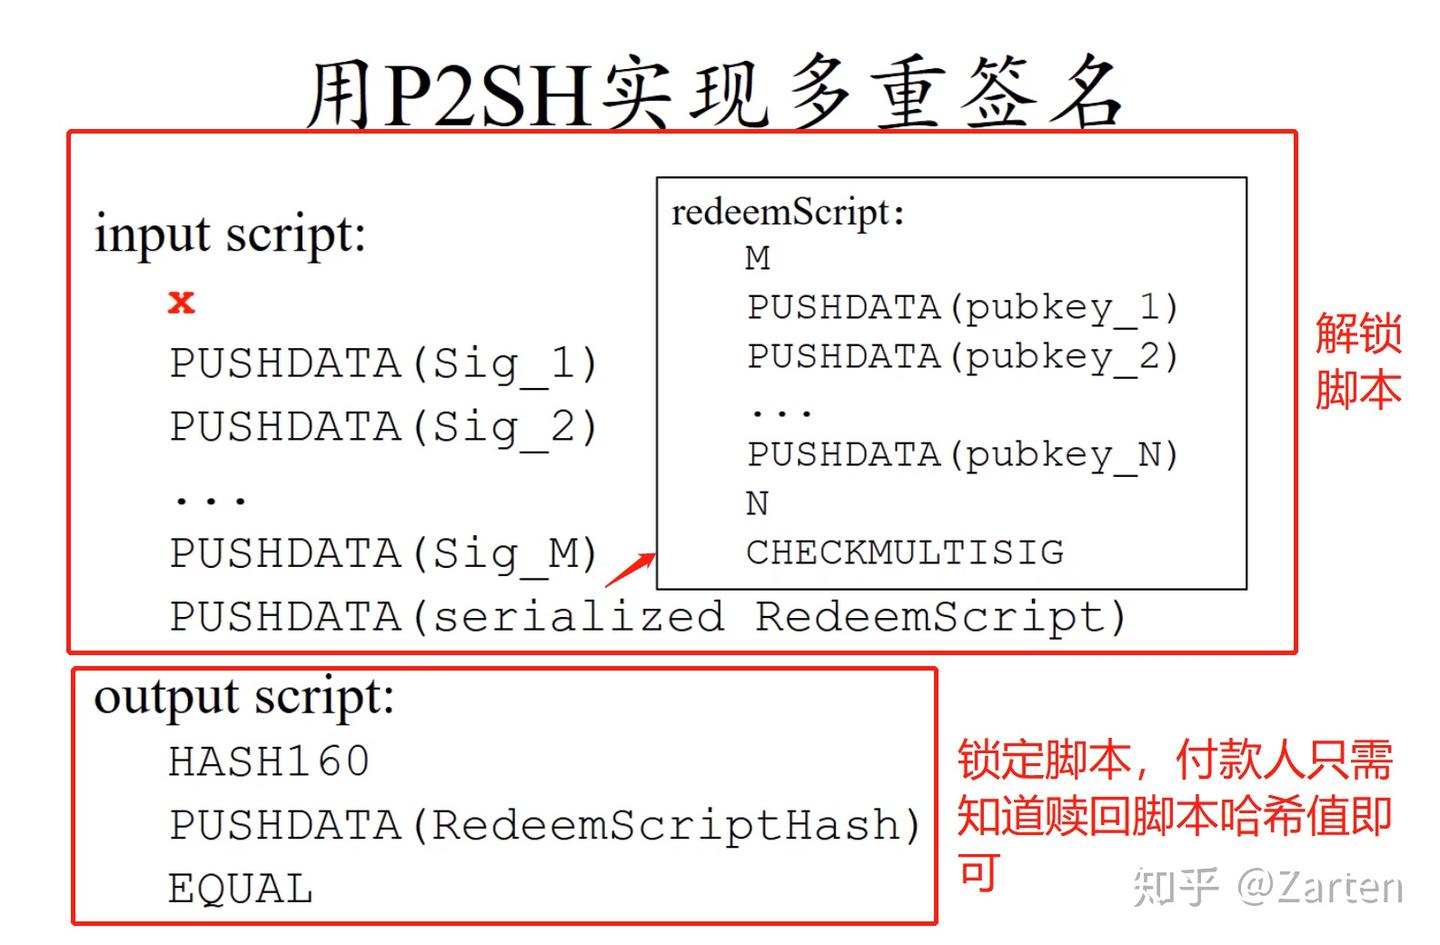 用P2SH实现多重签名
input script:
x
PUSHDATA(Sig_1)
PUSHDATA(Sig_2)
...
PUSHDATA(Sig_M)
PUSHDATA(serialized RedeemScript)
redeemScript:
M
PUSHDATA(pubkey_1)
PUSHDATA(pubkey_2)
...
PUSHDATA(pubkey_N)
N
CHECKMULTISIG
解锁
脚本
output script:
HASH160
PUSHDATA(RedeemScriptHash)
EQUAL
锁定脚本，付款人只需
知道赎回脚本哈希值即
可
知乎 @Zarten